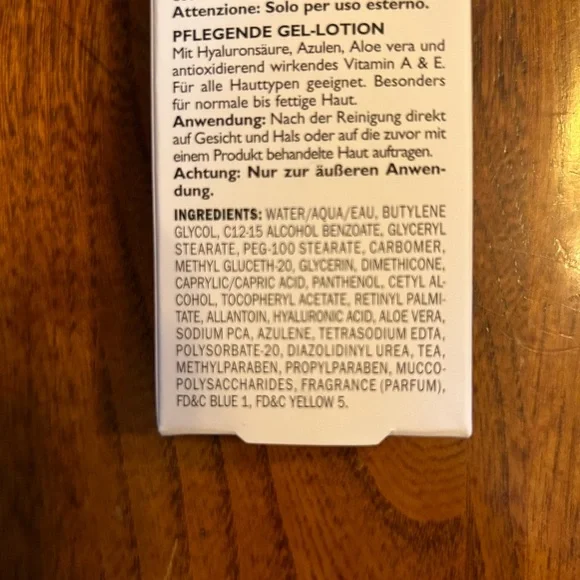 Attenzione: Solo per uso esterno.
PFLEGENDE GEL-LOTION
Mit Hyaluronsäure, Azulen, Aloe vera und
antioxidierend wirkendes Vitamin A & E.
Für alle Hauttypen geeignet. Besonders
für normale bis fettige Haut.
Anwendung: Nach der Reinigung direkt
auf Gesicht und Hals oder auf die zuvor mit
einem Produkt behandelte Haut auftragen.
Achtung: Nur zur äußeren Anwen-
dung.
INGREDIENTS: WATER/AQUA/EAU, BUTYLENE
GLYCOL, C12-15 ALCOHOL BENZOATE, GLYCERYL
STEARATE, PEG-100 STEARATE, CARBOMER,
METHYL GLUCETH-20, GLYCERIN, DIMETHICONE,
CAPRYLIC/CAPRIC ACID, PANTHENOL, CETYL AL-
COHOL, TOCOPHERYL ACETATE, RETINYL PALMI-
TATE, ALLANTOIN, HYALURONIC ACID, ALOE VERA,
SODIUM PCA, AZULENE, TETRASODIUM EDTA,
POLYSORBATE-20, DIAZOLIDINYL UREA, TEA,
METHYLPARABEN, PROPYLPARABEN, MUCCO-
POLYSACCHARIDES, FRAGRANCE (PARFUM),
FD&C BLUE 1, FD&C YELLOW 5.